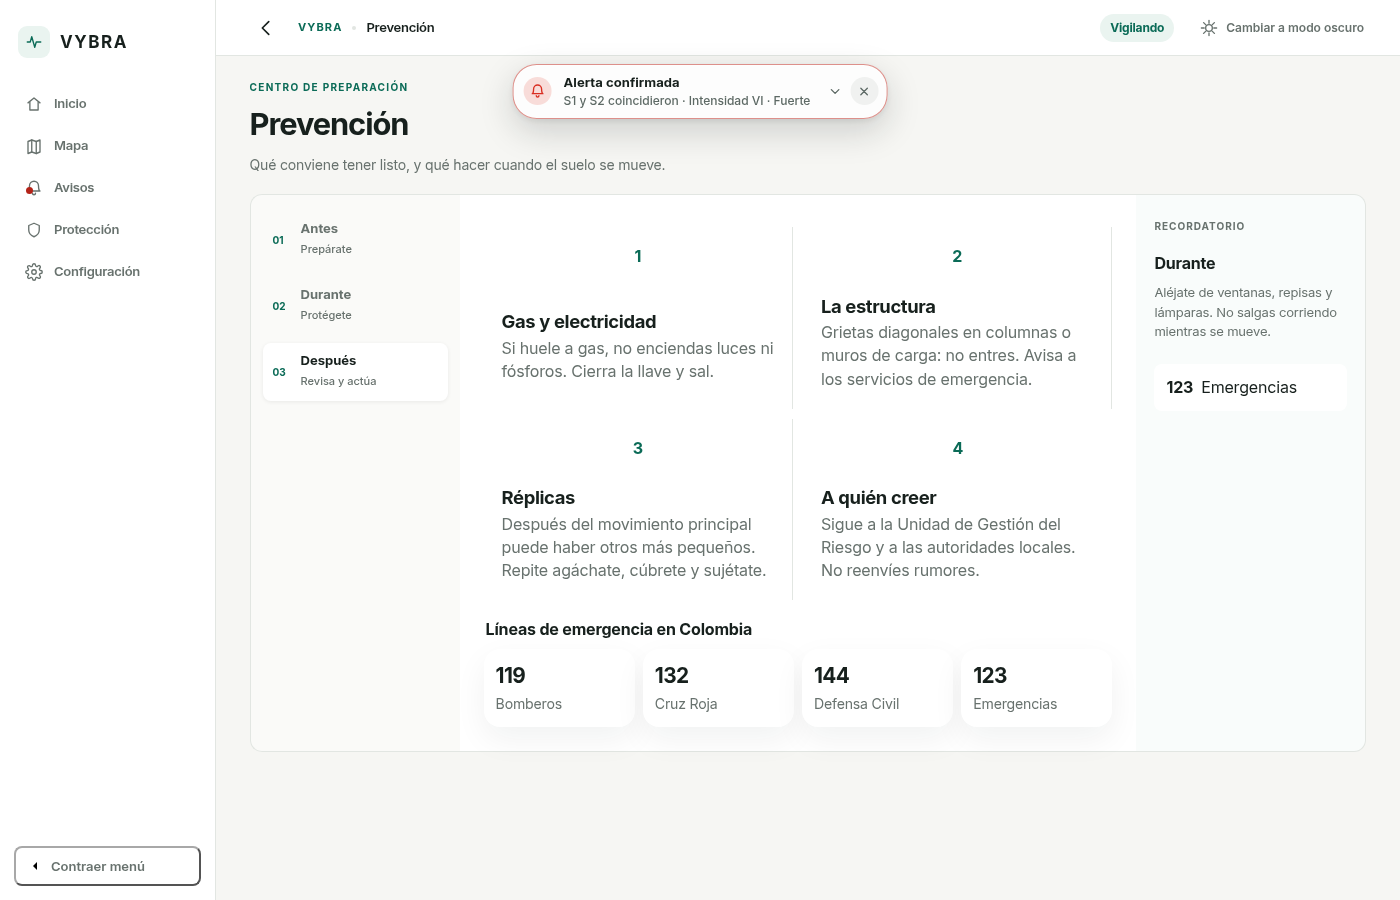 VYBRA
Inicio
Mapa
Avisos
Protección
Configuración
Contraer menú
VYBRA
Prevención
Vigilando
Cambiar a modo oscuro
Alerta confirmada
S1 y S2 coincidieron · Intensidad VI · Fuerte
CENTRO DE PREPARACIÓN
Prevención
Qué conviene tener listo, y qué hacer cuando el suelo se mueve.
01
Antes
Prepárate
02
Durante
Protégete
03
Después
Revisa y actúa
1
Gas y electricidad
Si huele a gas, no enciendas luces ni
fósforos. Cierra la llave y sal.
2
La estructura
Grietas diagonales en columnas o
muros de carga: no entres. Avisa a
los servicios de emergencia.
3
Réplicas
Después del movimiento principal
puede haber otros más pequeños.
Repite agáchate, cúbrete y sujétate.
4
A quién creer
Sigue a la Unidad de Gestión del
Riesgo y a las autoridades locales.
No reenvíes rumores.
Líneas de emergencia en Colombia
119
Bomberos
132
Cruz Roja
144
Defensa Civil
123
Emergencias
RECORDATORIO
Durante
Aléjate de ventanas, repisas y
lámparas. No salgas corriendo
mientras se mueve.
123 Emergencias